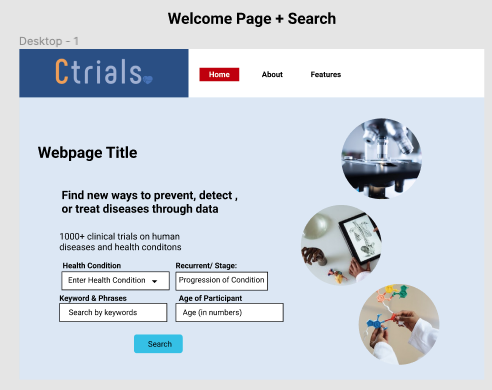 Welcome Page + Search
Desktop - 1
Ctrials
Home About Features
Webpage Title
Find new ways to prevent, detect ,
or treat diseases through data
1000+ clinical trials on human
diseases and health conditons
Health Condition Recurrent/ Stage:
Enter Health Condition Progression of Condition
Keyword & Phrases Age of Participant
Search by keywords Age (in numbers)
Search